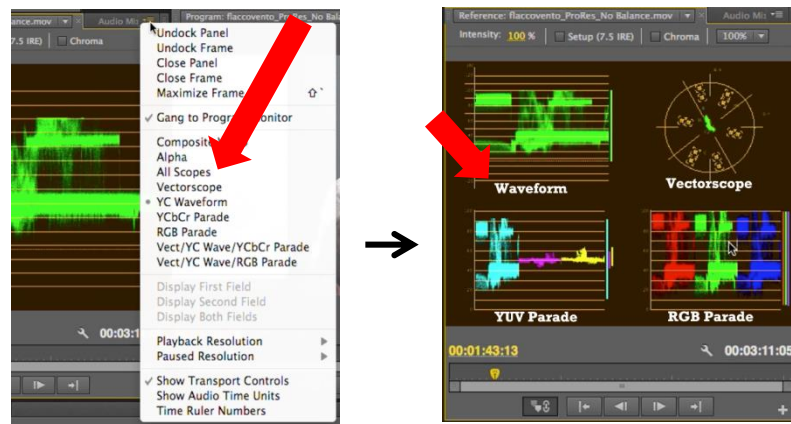 ance.mov
Audio Mi
Program: flaccovento_ProRes_No Bala
7.5 IRE)
Chroma
Undock Panel
Undock Frame
Close Panel
Close Frame
Maximize Frame ⇧`
✓ Gang to Program Monitor
Composite
Alpha
All Scopes
Vectorscope
• YC Waveform
YCbCr Parade
RGB Parade
Vect/YC Wave/YCbCr Parade
Vect/YC Wave/RGB Parade
Display First Field
Display Second Field
Display Both Fields
Playback Resolution
Paused Resolution
✓ Show Transport Controls
Show Audio Time Units
Time Ruler Numbers
00:03:1
Reference: flaccovento_ProRes_No Balance.mov
Audio Mi
Intensity: 100 %
Setup (7.5 IRE)
Chroma
100%
Waveform
Vectorscope
YUV Parade
RGB Parade
00:01:43:13
00:03:11:05